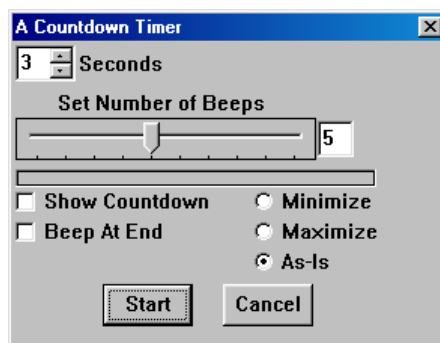 A Countdown Timer
3 Seconds
Set Number of Beeps
5
Show Countdown
Minimize
Beep At End
Maximize
As-Is
Start
Cancel